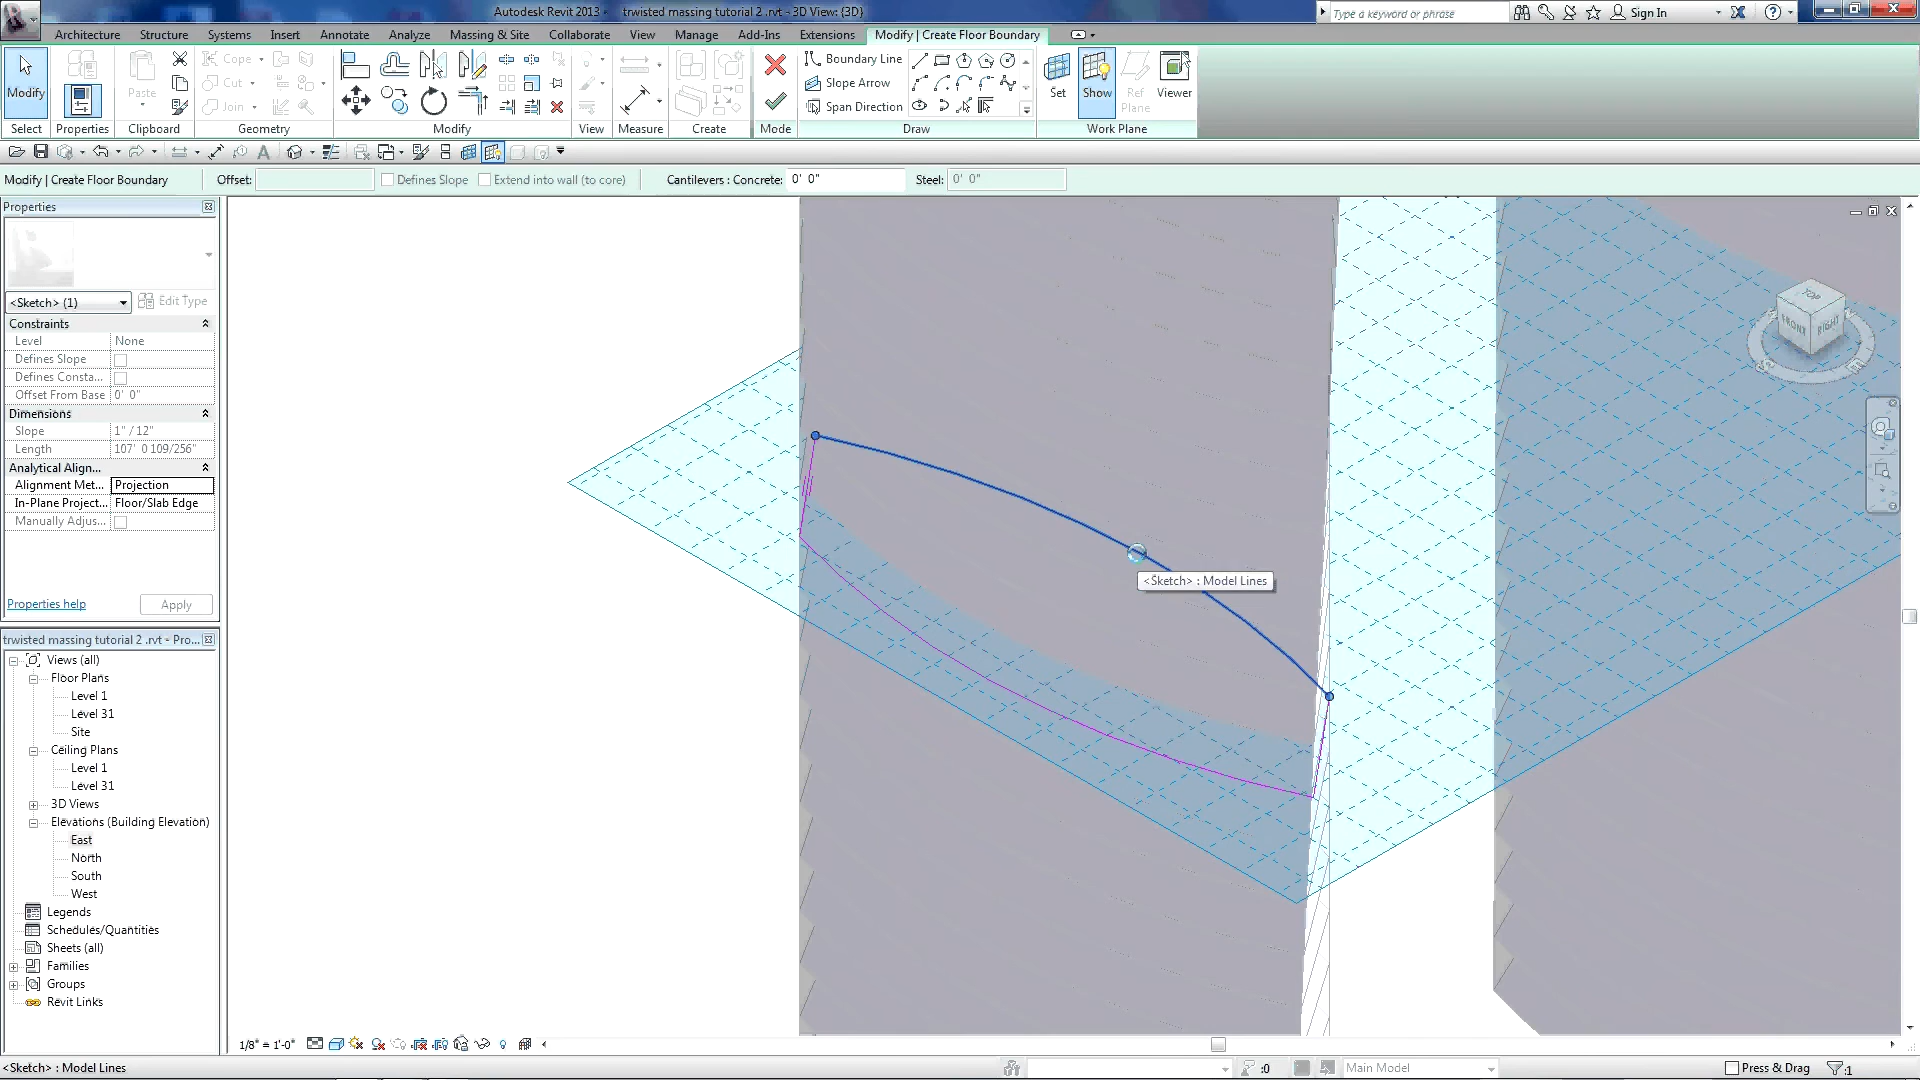 Autodesk Revit 2013 - trwisted massing tutorial 2 .rvt - 3D View: {3D}
Type a keyword or phrase
Sign In
Architecture Structure Systems Insert Annotate Analyze Massing & Site Collaborate View Manage Add-Ins Extensions Modify | Create Floor Boundary
Modify
Paste
Cope
Cut
Join
Boundary Line
Slope Arrow
Span Direction
Set
Show
Ref Plane
Viewer
Select Properties Clipboard Geometry Modify View Measure Create Mode Draw Work Plane
Modify | Create Floor Boundary Offset: Defines Slope Extend into wall (to core) Cantilevers : Concrete: 0' 0" Steel: 0' 0"
Properties
<Sketch> (1) Edit Type
Constraints
Level None
Defines Slope
Defines Consta...
Offset From Base 0' 0"
Dimensions
Slope 1" / 12"
Length 107' 0 109/256"
Analytical Align...
Alignment Met... Projection
In-Plane Project... Floor/Slab Edge
Manually Adjus...
Properties help Apply
trwisted massing tutorial 2 .rvt - Pro...
Views (all)
Floor Plans
Level 1
Level 31
Site
Ceiling Plans
Level 1
Level 31
3D Views
Elevations (Building Elevation)
East
North
South
West
Legends
Schedules/Quantities
Sheets (all)
Families
Groups
Revit Links
TOP
FRONT
RIGHT
<Sketch> : Model Lines
1/8" = 1'-0"
<Sketch> : Model Lines
:0
Main Model
Press & Drag
:1